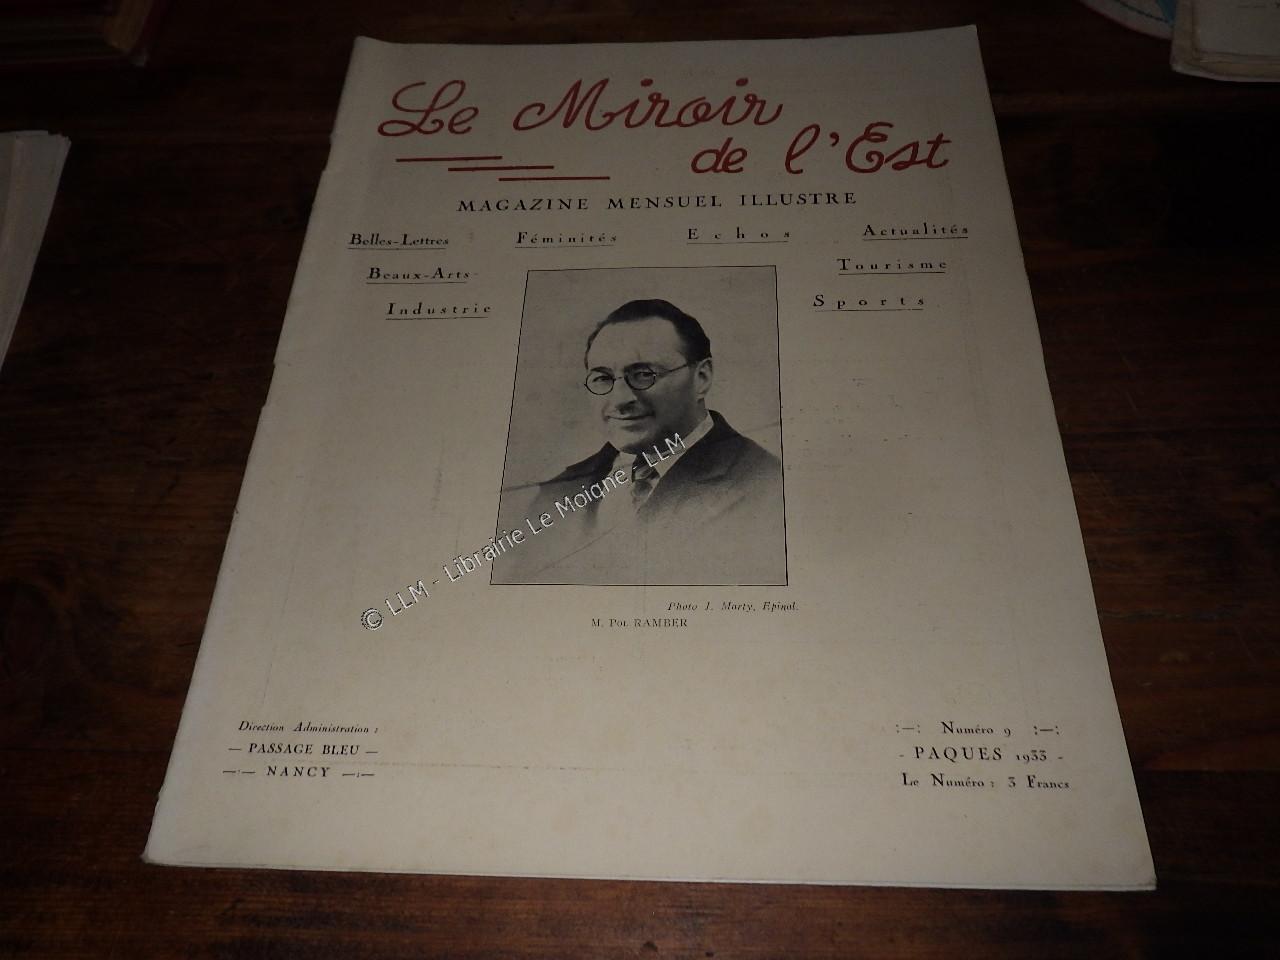 Le Miroir
de l'Est
MAGAZINE MENSUEL ILLUSTRE
Belles-Lettres Féminités Echos Actualités
Beaux-Arts Tourisme
Industrie Sports
© LLM - Librairie Le Moigne - LLM
Photo J. Marty, Epinal.
M. Pol RAMBER
Direction Administration :
— PASSAGE BLEU —
—·— NANCY —:—
:—: Numéro 9 :—:
- PAQUES 1933 -
Le Numéro : 3 Francs